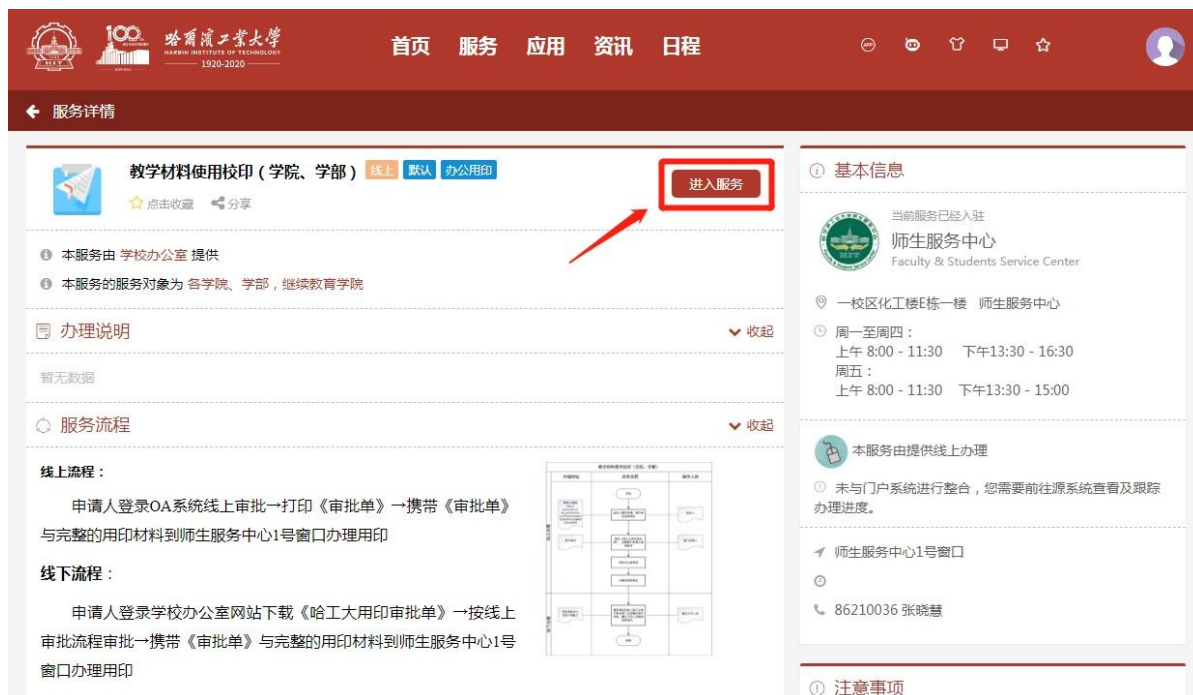 100
哈爾濱工業大學
HARBIN INSTITUTE OF TECHNOLOGY
1920-2020
HIT
首页 服务 应用 资讯 日程
APP
服务详情
教学材料使用校印（学院、学部） 线上 默认 办公用印
点击收藏 分享
进入服务
本服务由 学校办公室 提供
本服务的服务对象为 各学院、学部，继续教育学院
办理说明 收起
暂无数据
服务流程 收起
线上流程：
申请人登录OA系统线上审批→打印《审批单》→携带《审批单》
与完整的用印材料到师生服务中心1号窗口办理用印
线下流程：
申请人登录学校办公室网站下载《哈工大用印审批单》→按线上
审批流程审批→携带《审批单》与完整的用印材料到师生服务中心1号
窗口办理用印
基本信息
当前服务已经入驻
师生服务中心
Faculty & Students Service Center
HIT
一校区化工楼E栋一楼 师生服务中心
周一至周四：
上午 8:00 - 11:30 下午13:30 - 16:30
周五：
上午 8:00 - 11:30 下午13:30 - 15:00
本服务由提供线上办理
未与门户系统进行整合，您需要前往源系统查看及跟踪
办理进度。
师生服务中心1号窗口
86210036 张晓慧
注意事项